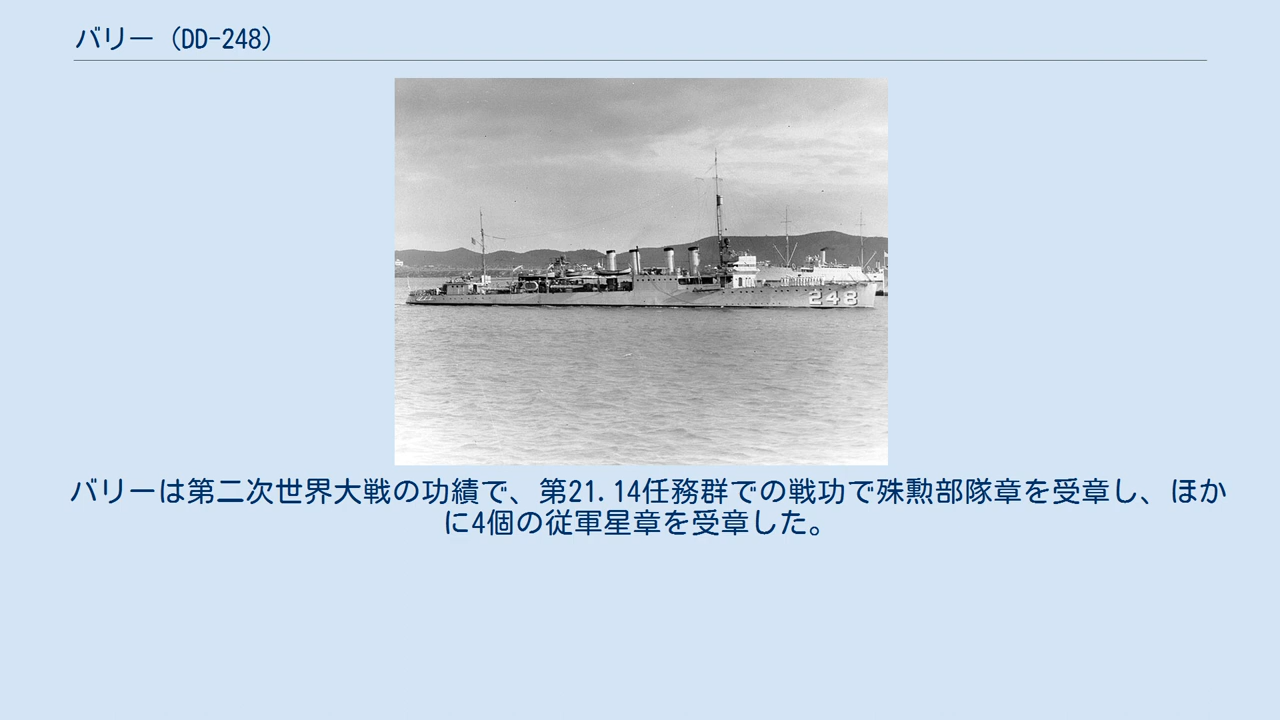 バリー（DD-248）
248
バリーは第二次世界大戦の功績で、第21.14任務群での戦功で殊勲部隊章を受章し、ほか
に4個の従軍星章を受章した。